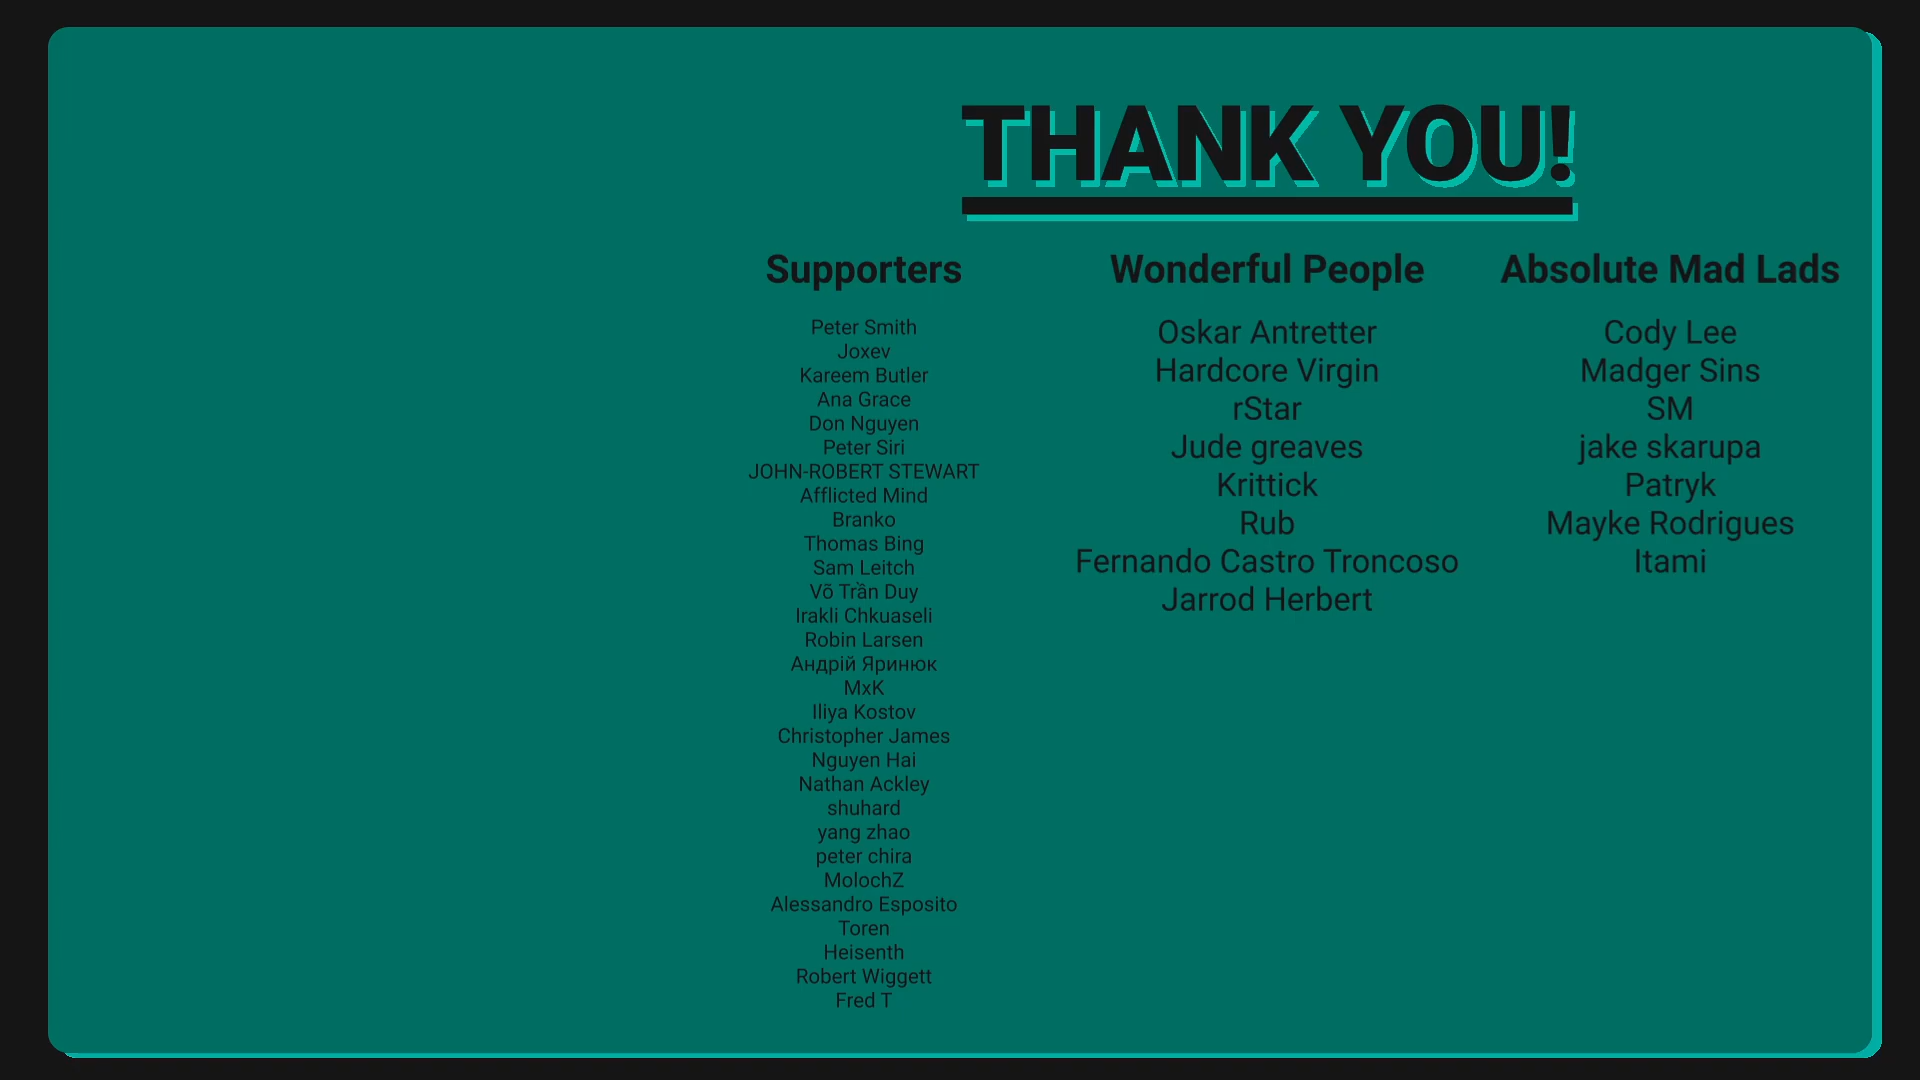 THANK YOU!
Supporters
Peter Smith
Joxev
Kareem Butler
Ana Grace
Don Nguyen
Peter Siri
JOHN-ROBERT STEWART
Afflicted Mind
Branko
Thomas Bing
Sam Leitch
Võ Trần Duy
Irakli Chkuaseli
Robin Larsen
Андрій Яринюк
MxK
Iliya Kostov
Christopher James
Nguyen Hai
Nathan Ackley
shuhard
yang zhao
peter chira
MolochZ
Alessandro Esposito
Toren
Heisenth
Robert Wiggett
Fred T
Wonderful People
Oskar Antretter
Hardcore Virgin
rStar
Jude greaves
Krittick
Rub
Fernando Castro Troncoso
Jarrod Herbert
Absolute Mad Lads
Cody Lee
Madger Sins
SM
jake skarupa
Patryk
Mayke Rodrigues
Itami